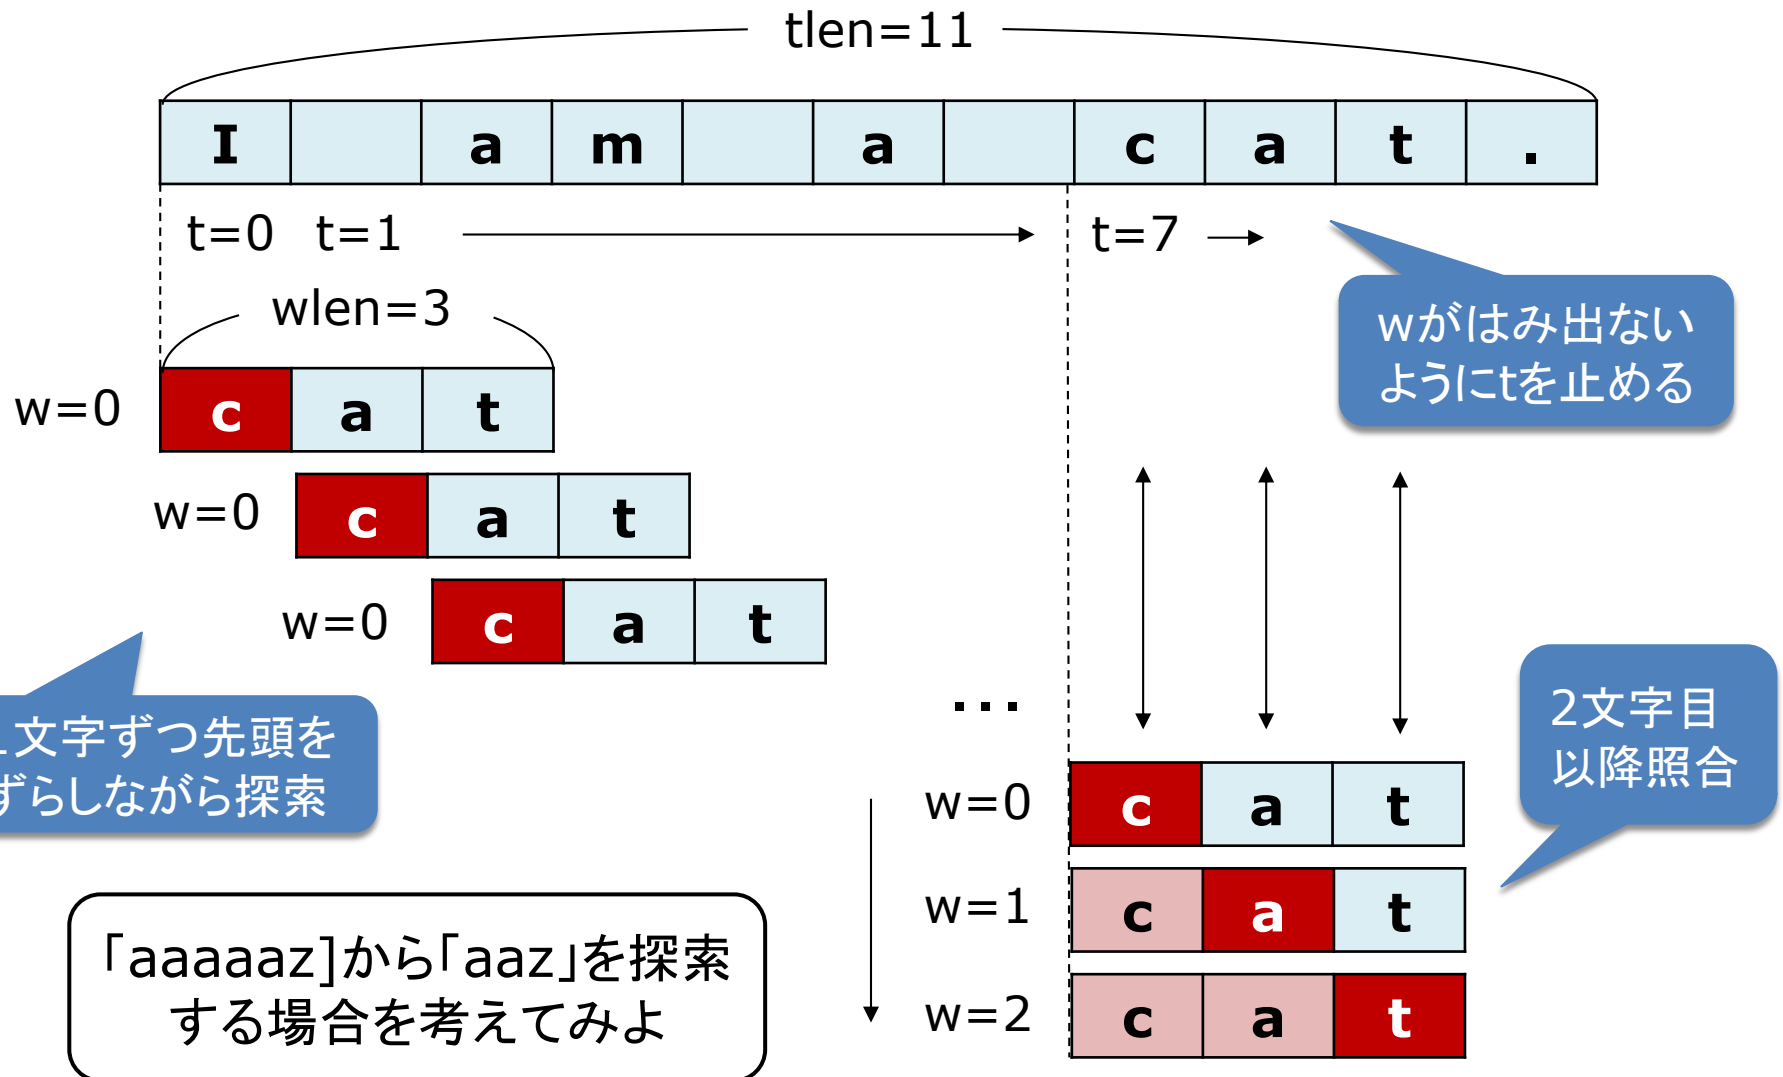 tlen=11
I a m a c a t .
t=0 t=1 t=7
wlen=3
wがはみ出ない
ようにtを止める
w=0 c a t
w=0 c a t
w=0 c a t
...
1文字ずつ先頭を
ずらしながら探索
2文字目
以降照合
w=0 c a t
w=1 c a t
w=2 c a t
「aaaaaz]から「aaz」を探索
する場合を考えてみよ